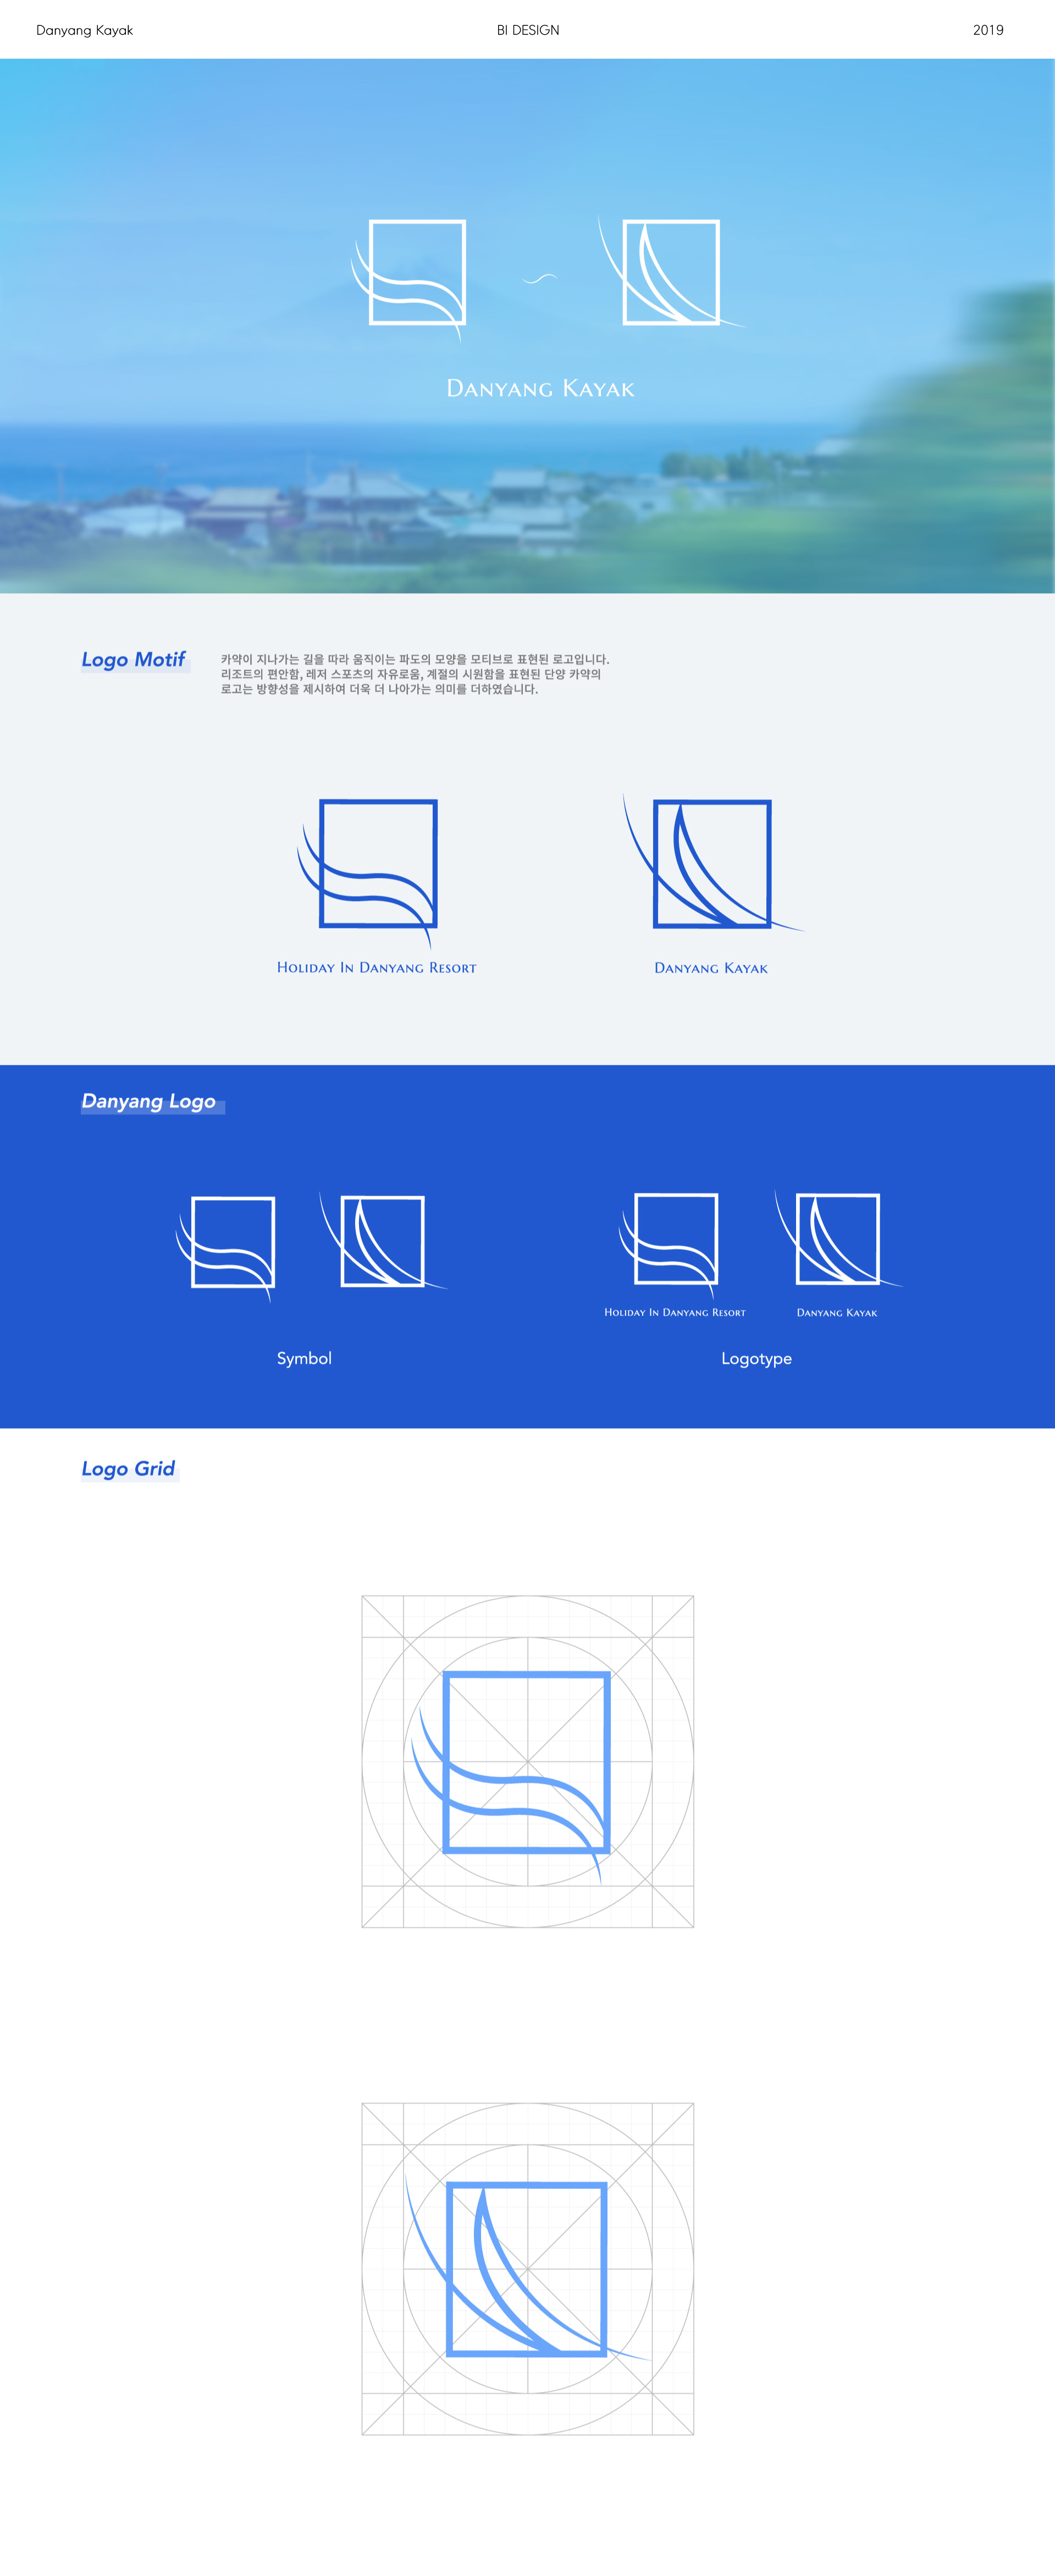 Danyang Kayak
BI DESIGN
2019
Danyang Kayak
Logo Motif
카약이 지나가는 길을 따라 움직이는 파도의 모양을 모티브로 표현된 로고입니다.
리조트의 편안함, 레저 스포츠의 자유로움, 계절의 시원함을 표현된 단양 카약의
로고는 방향성을 제시하여 더욱 더 나아가는 의미를 더하였습니다.
Holiday In Danyang Resort
Danyang Kayak
Danyang Logo
Holiday In Danyang Resort
Danyang Kayak
Symbol
Logotype
Logo Grid